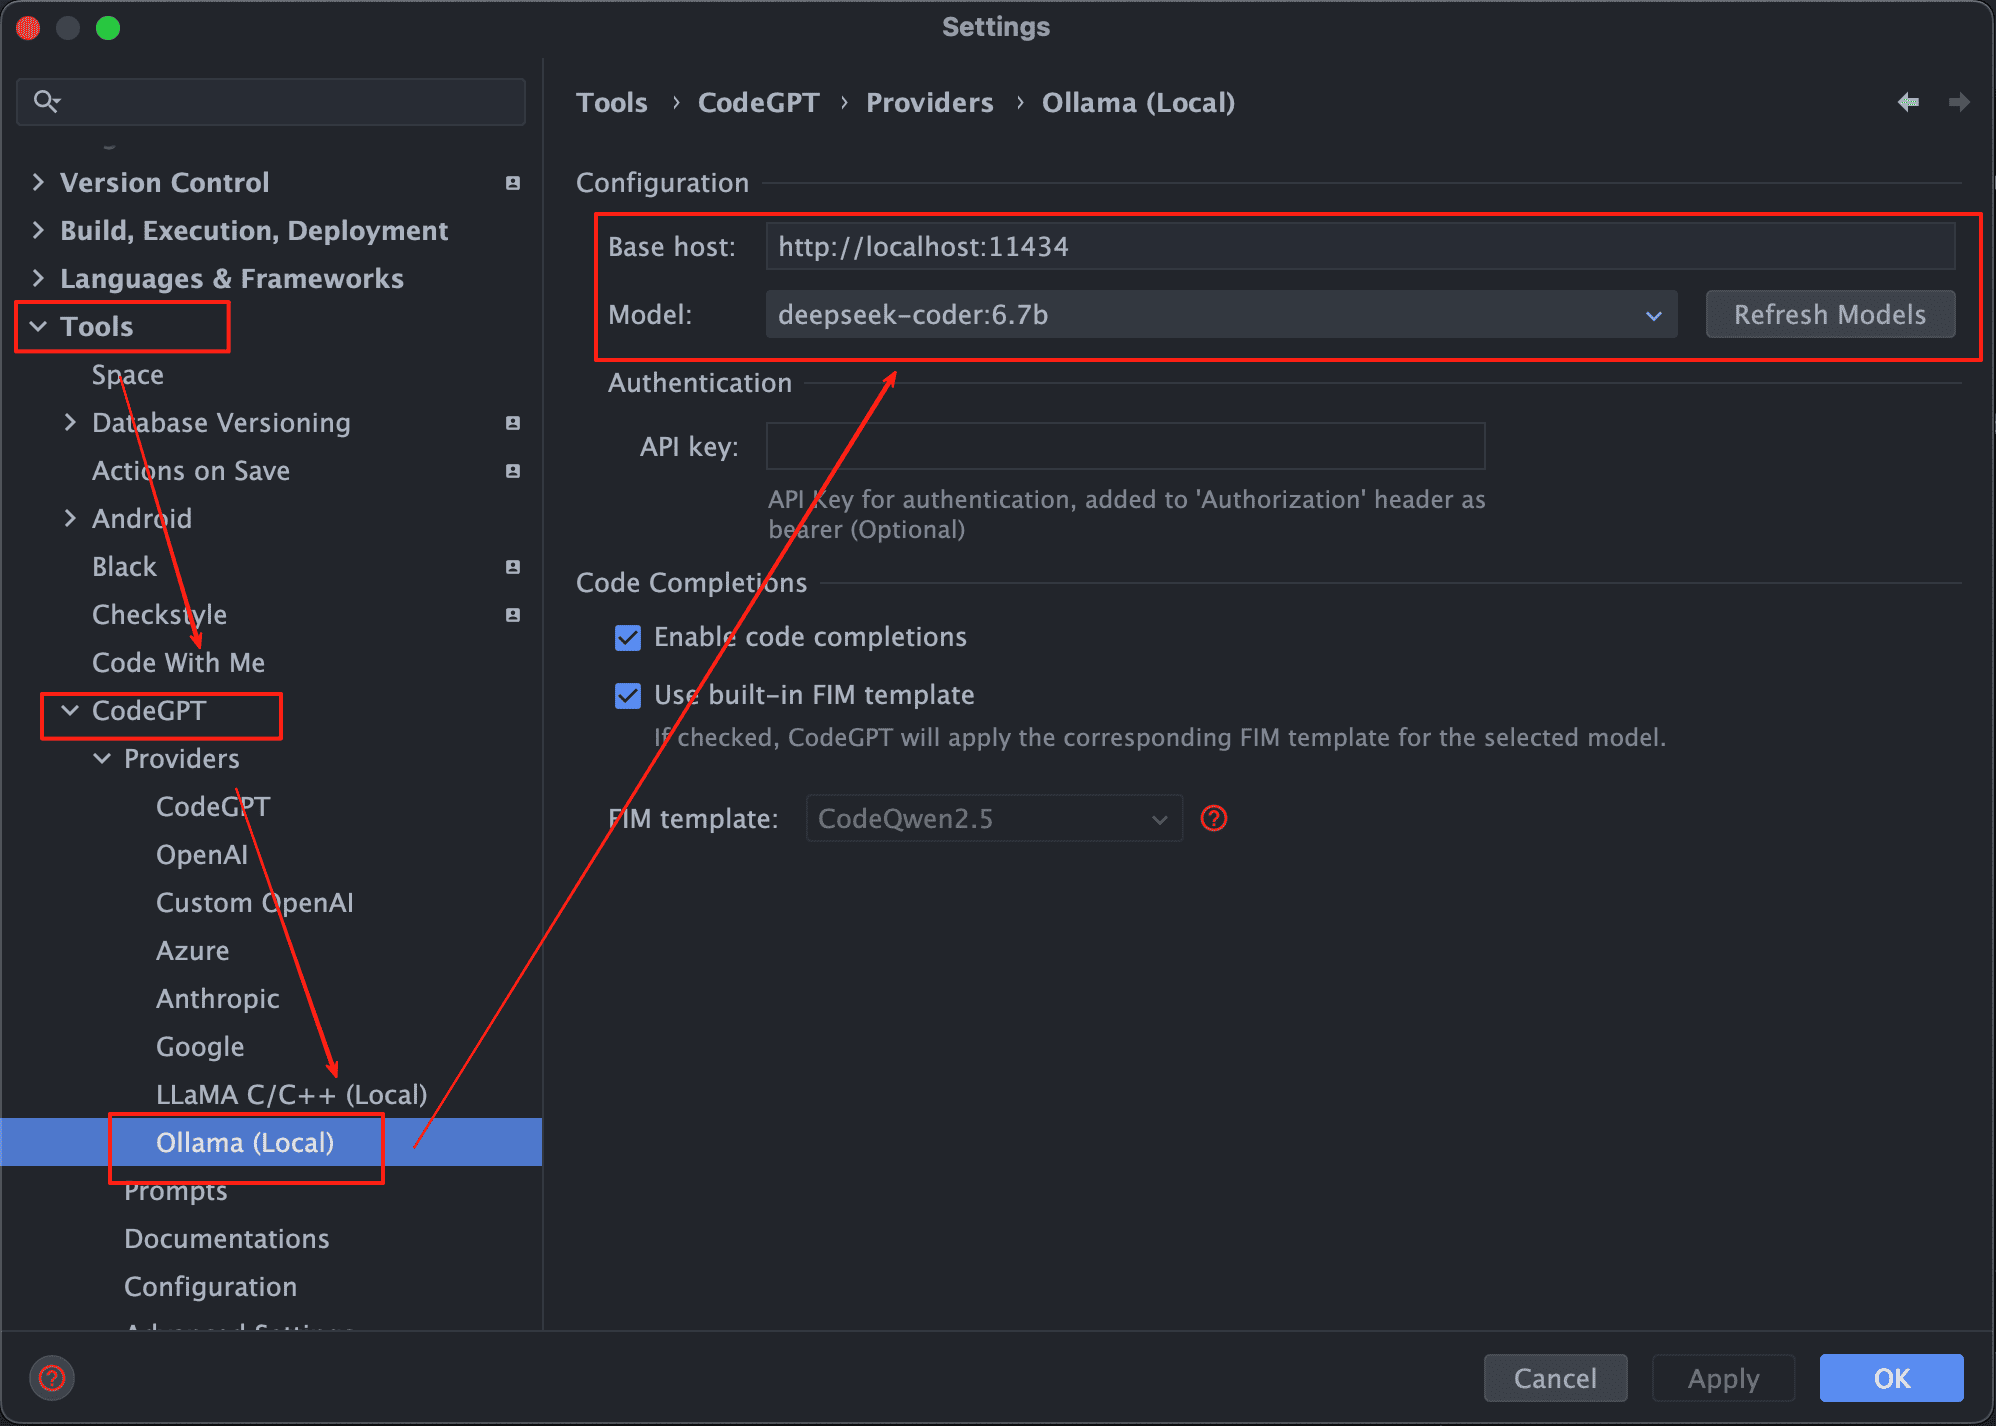 Settings
Version Control
Build, Execution, Deployment
Languages & Frameworks
Tools
Space
Database Versioning
Actions on Save
Android
Black
Checkstyle
Code With Me
CodeGPT
Providers
CodeGPT
OpenAI
Custom OpenAI
Azure
Anthropic
Google
LLaMA C/C++ (Local)
Ollama (Local)
Prompts
Documentations
Configuration
Advanced Settings
Tools › CodeGPT › Providers › Ollama (Local)
Configuration
Base host: http://localhost:11434
Model: deepseek-coder:6.7b Refresh Models
Authentication
API key:
API Key for authentication, added to 'Authorization' header as
bearer (Optional)
Code Completions
Enable code completions
Use built-in FIM template
If checked, CodeGPT will apply the corresponding FIM template for the selected model.
FIM template: CodeQwen2.5 ?
? Cancel Apply OK